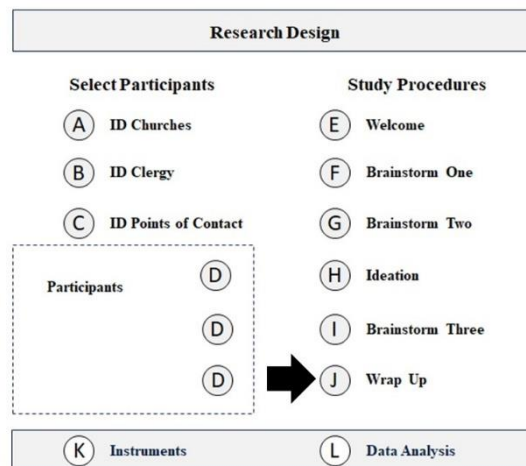 Research Design
Select Participants
A ID Churches
B ID Clergy
C ID Points of Contact
Participants
D
D
D
Study Procedures
E Welcome
F Brainstorm One
G Brainstorm Two
H Ideation
I Brainstorm Three
J Wrap Up
K Instruments
L Data Analysis